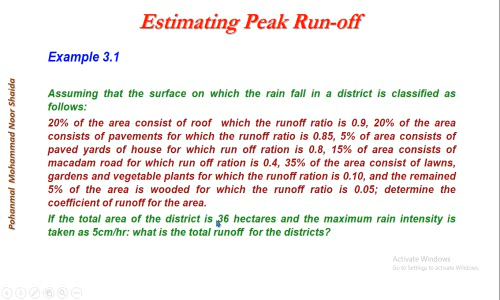 Estimating Peak Run-off
Example 3.1
Pohanmal Mohammad Noor Shaida
Assuming that the surface on which the rain fall in a district is classified as
follows:
20% of the area consist of roof which the runoff ratio is 0.9, 20% of the area
consists of pavements for which the runoff ratio is 0.85, 5% of area consists of
paved yards of house for which run off ration is 0.8, 15% of area consists of
macadam road for which run off ratio is 0.4, 35% of the area consist of lawns,
gardens and vegetable plants for which the runoff ration is 0.10, and the remained
5% of the area is wooded for which the runoff ratio is 0.05; determine the
coefficient of runoff for the area.
If the total area of the district is 36 hectares and the maximum rain intensity is
taken as 5cm/hr: what is the total runoff for the districts?
Activate Windows
Go to Settings to activate Windows.